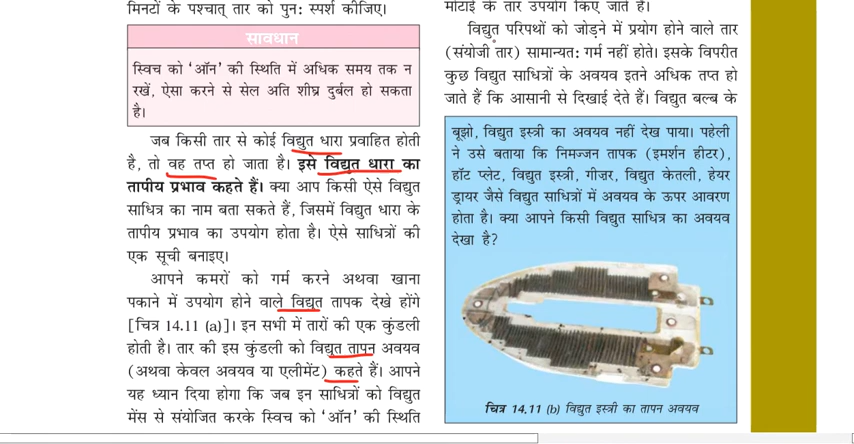 मिनटों के पश्चात् तार को पुन: स्पर्श कीजिए।
सावधान
स्विच को ‘ऑन’ की स्थिति में अधिक समय तक न
रखें, ऐसा करने से सेल अति शीघ्र दुर्बल हो सकता
है।
जब किसी तार से कोई विद्युत धारा प्रवाहित होती
है, तो वह तप्त हो जाता है। इसे विद्युत धारा का
तापीय प्रभाव कहते हैं। क्या आप किसी ऐसे विद्युत
साधित्र का नाम बता सकते हैं, जिसमें विद्युत धारा के
तापीय प्रभाव का उपयोग होता है। ऐसे साधित्रों की
एक सूची बनाइए।
आपने कमरों को गर्म करने अथवा खाना
पकाने में उपयोग होने वाले विद्युत तापक देखे होंगे
[चित्र 14.11 (a)]। इन सभी में तारों की एक कुंडली
होती है। तार की इस कुंडली को विद्युत तापन अवयव
(अथवा केवल अवयव या एलीमेंट) कहते हैं। आपने
यह ध्यान दिया होगा कि जब इन साधित्रों को विद्युत
मेंस से संयोजित करके स्विच को ‘ऑन’ की स्थिति
मोटाई के तार उपयोग किए जाते हैं।
विद्युत परिपथों को जोड़ने में प्रयोग होने वाले तार
(संयोजी तार) सामान्यत: गर्म नहीं होते। इसके विपरीत
कुछ विद्युत साधित्रों के अवयव इतने अधिक तप्त हो
जाते हैं कि आसानी से दिखाई देते हैं। विद्युत बल्ब के
बूझो, विद्युत इस्त्री का अवयव नहीं देख पाया। पहेली
ने उसे बताया कि निमज्जन तापक (इमर्शन हीटर),
हॉट प्लेट, विद्युत इस्त्री, गीज़र, विद्युत केतली, हेयर
ड्रायर जैसे विद्युत साधित्रों में अवयव के ऊपर आवरण
होता है। क्या आपने किसी विद्युत साधित्र का अवयव
देखा है?
चित्र 14.11 (b) विद्युत इस्त्री का तापन अवयव